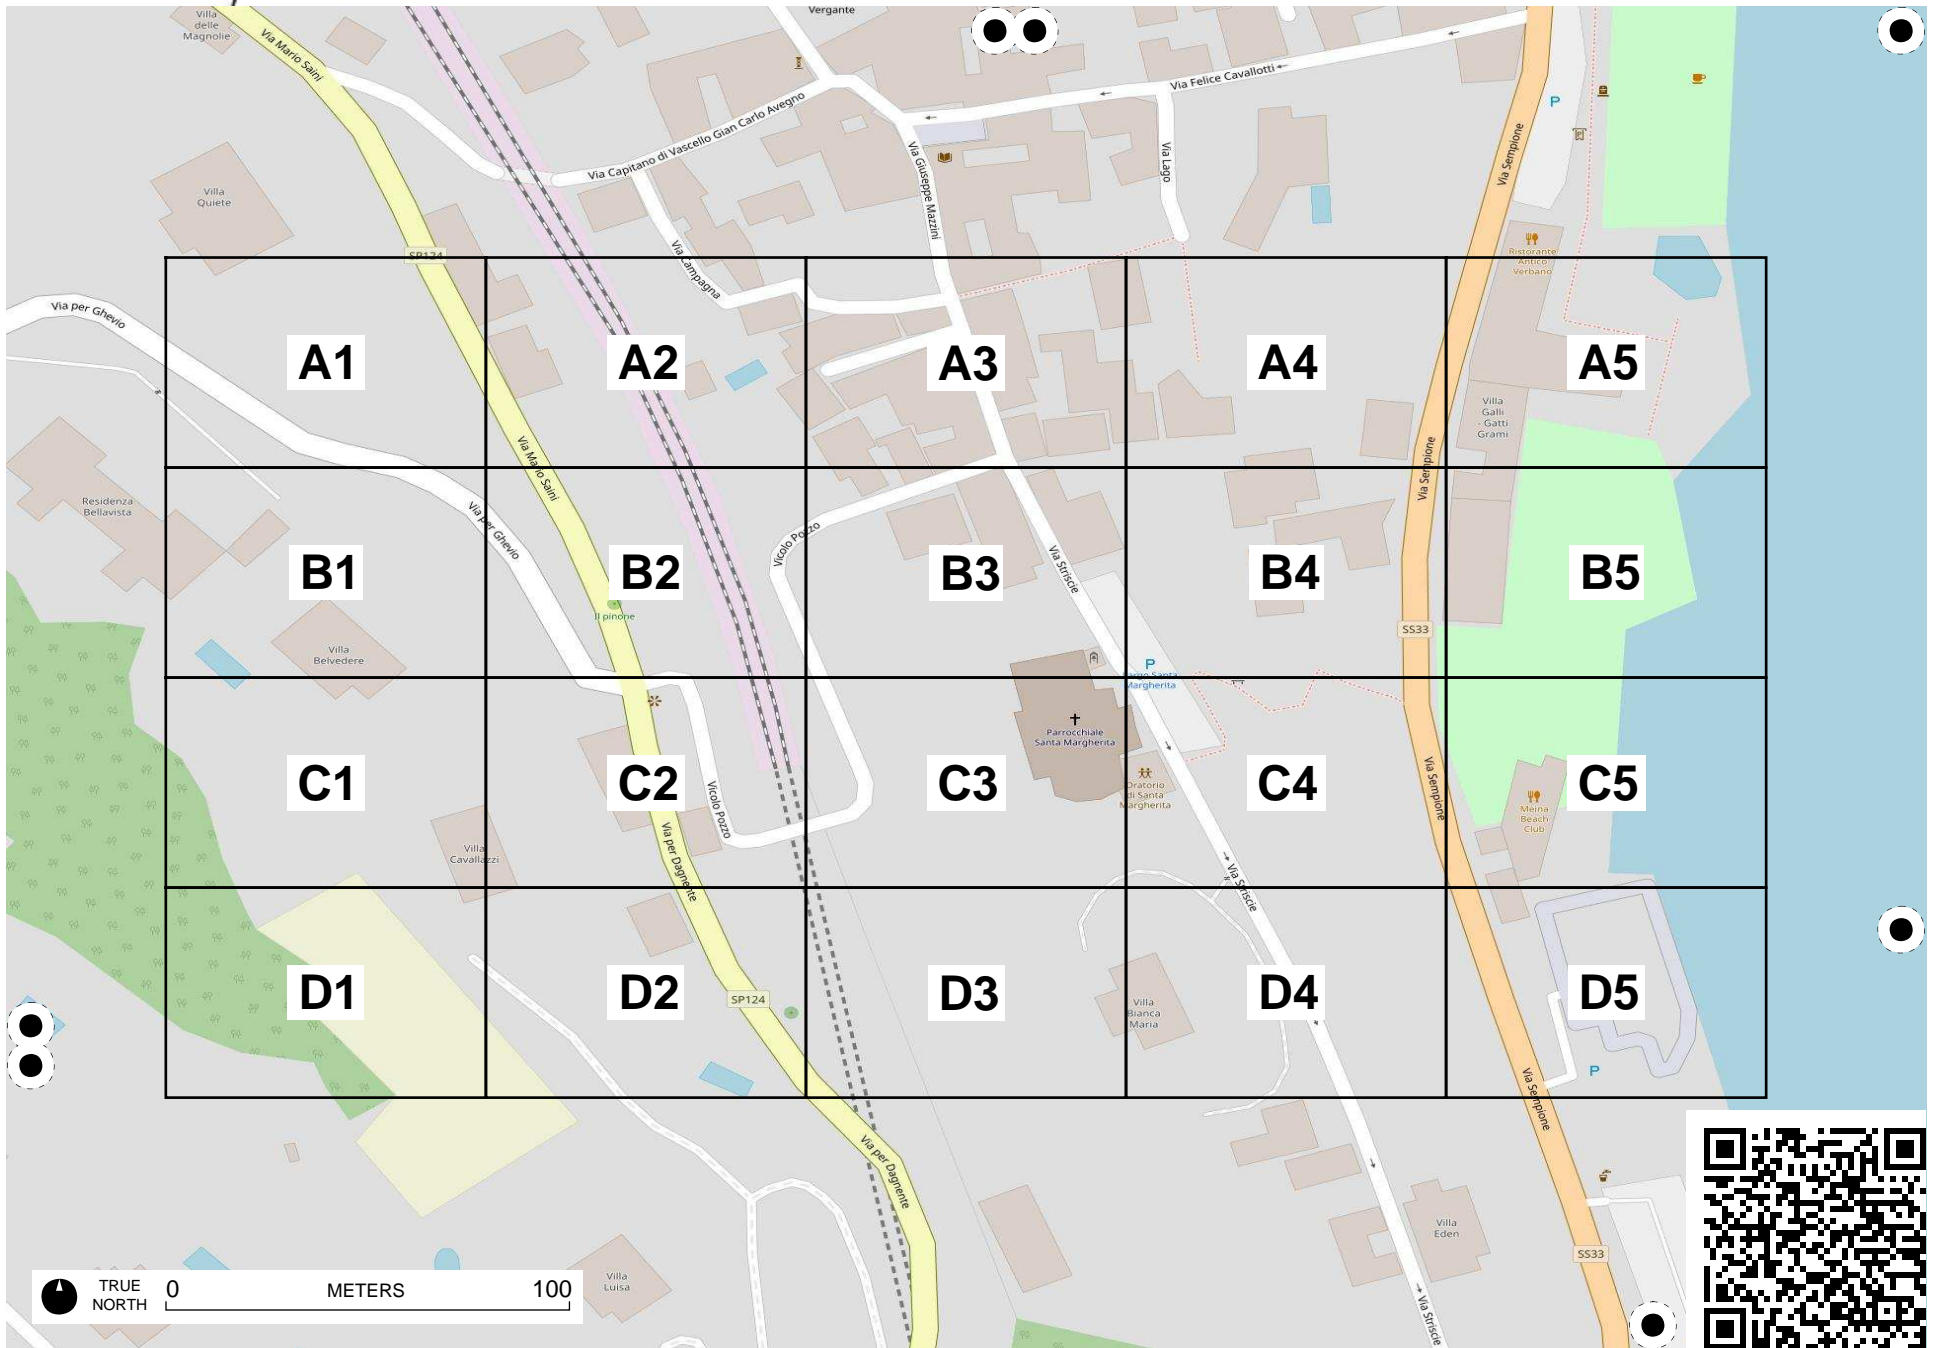 Villa
delle
Magnolie
Vergante
Via Mario Saini
Via Felice Cavallotti
P
Via Capitano di Vascello Gian Carlo Avegno
Via Giuseppe Mazzini
Via Lago
Via Sempione
Villa
Quiete
Via Campagna
SP124
Ristorante
Antico
Verbano
Via per Ghevio
A1
A2
A3
A4
A5
Villa
Galli
- Gatti
Grami
Via Mario Saini
Via Sempione
Residenza
Bellavista
Via per Ghevio
Vicolo Pozzo
Via Striscie
B1
B2
B3
B4
B5
Il pinone
SS33
Villa
Belvedere
P
Largo Santa
Margherita
Parrocchiale
Santa Margherita
C1
C2
C3
C4
C5
Vicolo Pozzo
Oratorio
di Santa
Margherita
Via Sempione
Meina
Beach
Club
Villa
Cavallazzi
Via per Dagnente
Via Striscie
D1
D2
D3
D4
D5
SP124
Villa
Bianca
Maria
P
Via Sempione
Via per Dagnente
Villa
Eden
SS33
Villa
Luisa
Via Striscie
TRUE
NORTH
0 METERS 100